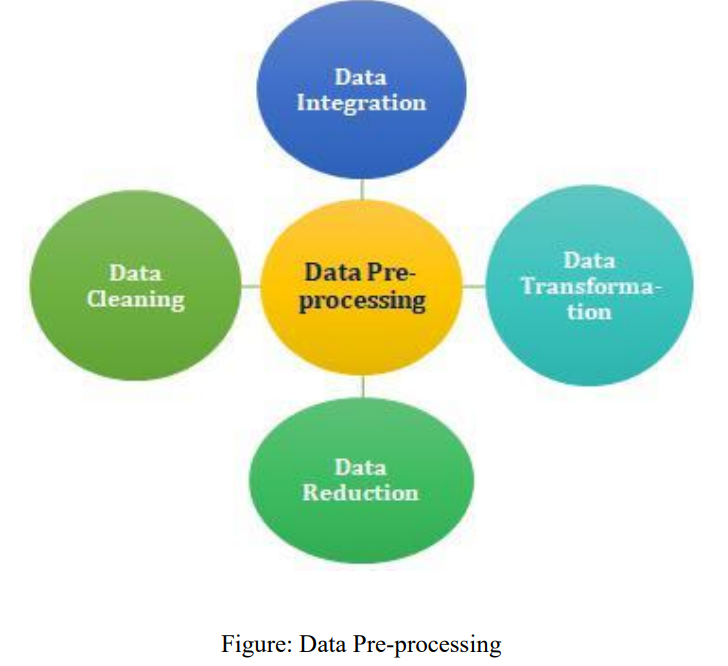 Data
Integration
Data
Cleaning
Data Pre-
processing
Data
Transforma-
tion
Data
Reduction
Figure: Data Pre-processing